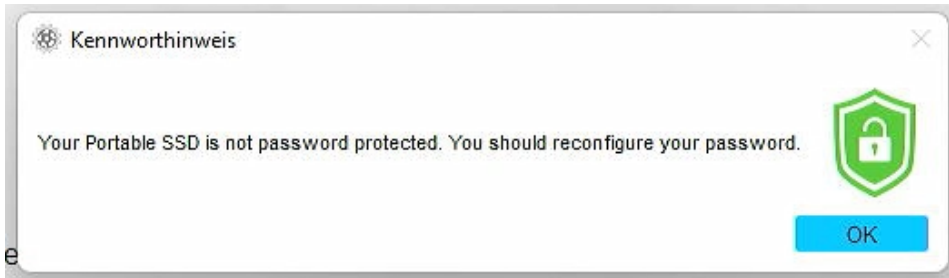 Kennworthinweis
Your Portable SSD is not password protected. You should reconfigure your password.
OK
e